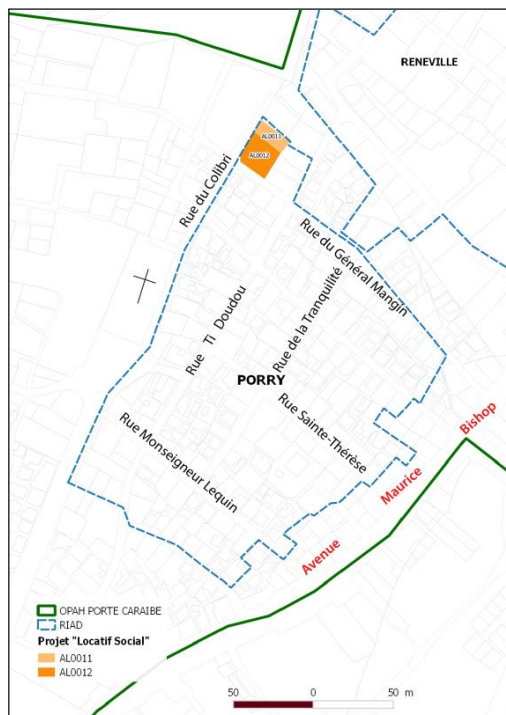 RENEVILLE
AL0011
AL0012
Rue du Colibri
Rue du Général Mangin
Rue de la Tranquilité
Rue Ti Doudou
PORRY
Rue Sainte-Thérèse
Rue Monseigneur Lequin
Avenue Maurice Bishop
OPAH PORTE CARAIBE
RIAD
Projet "Locatif Social"
AL0011
AL0012
50 0 50 m